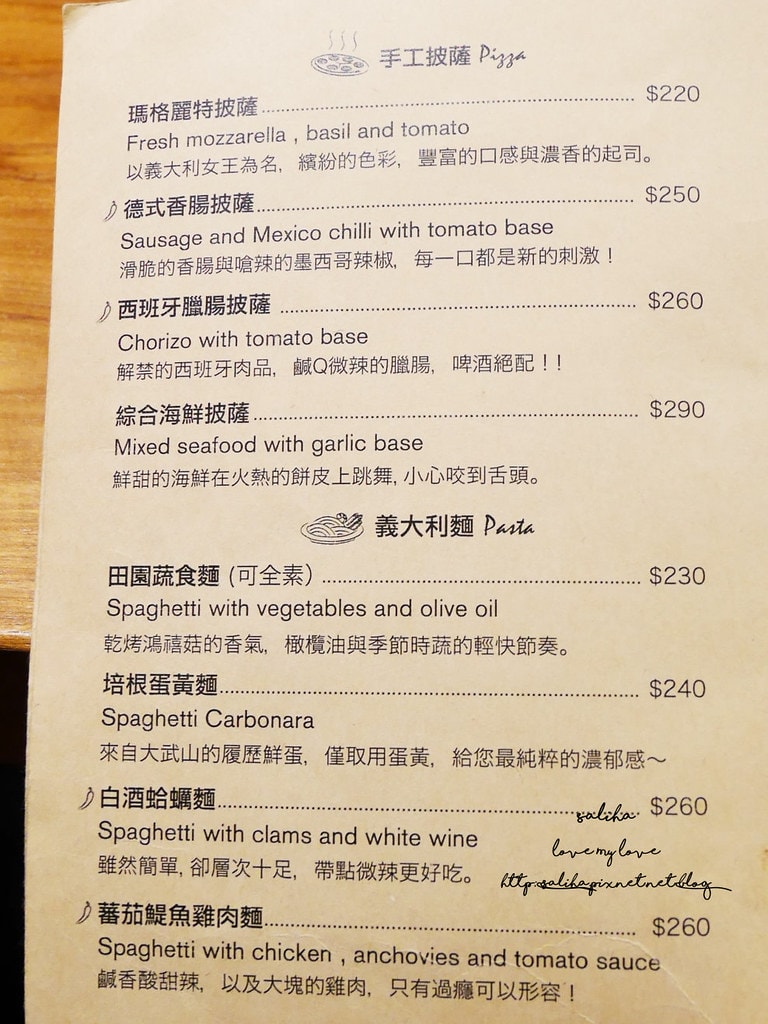 手工披薩 Pizza
瑪格麗特披薩 $220
Fresh mozzarella , basil and tomato
以義大利女王為名，繽紛的色彩，豐富的口感與濃香的起司。
德式香腸披薩 $250
Sausage and Mexico chilli with tomato base
滑脆的香腸與嗆辣的墨西哥辣椒，每一口都是新的刺激！
西班牙臘腸披薩 $260
Chorizo with tomato base
解禁的西班牙肉品，鹹Q微辣的臘腸，啤酒絕配！！
綜合海鮮披薩 $290
Mixed seafood with garlic base
鮮甜的海鮮在火熱的餅皮上跳舞,小心咬到舌頭。
義大利麵 Pasta
田園蔬食麵 (可全素) $230
Spaghetti with vegetables and olive oil
乾烤鴻禧菇的香氣，橄欖油與季節時蔬的輕快節奏。
培根蛋黃麵 $240
Spaghetti Carbonara
來自大武山的履歷鮮蛋，僅取用蛋黃，給您最純粹的濃郁感～
白酒蛤蠣麵 $260
Spaghetti with clams and white wine
雖然簡單,卻層次十足，帶點微辣更好吃。
saliha
love my love
http:saliha.pixnet.net/blog
蕃茄鯷魚雞肉麵 $260
Spaghetti with chicken , anchovies and tomato sauce
鹹香酸甜辣，以及大塊的雞肉，只有過癮可以形容！